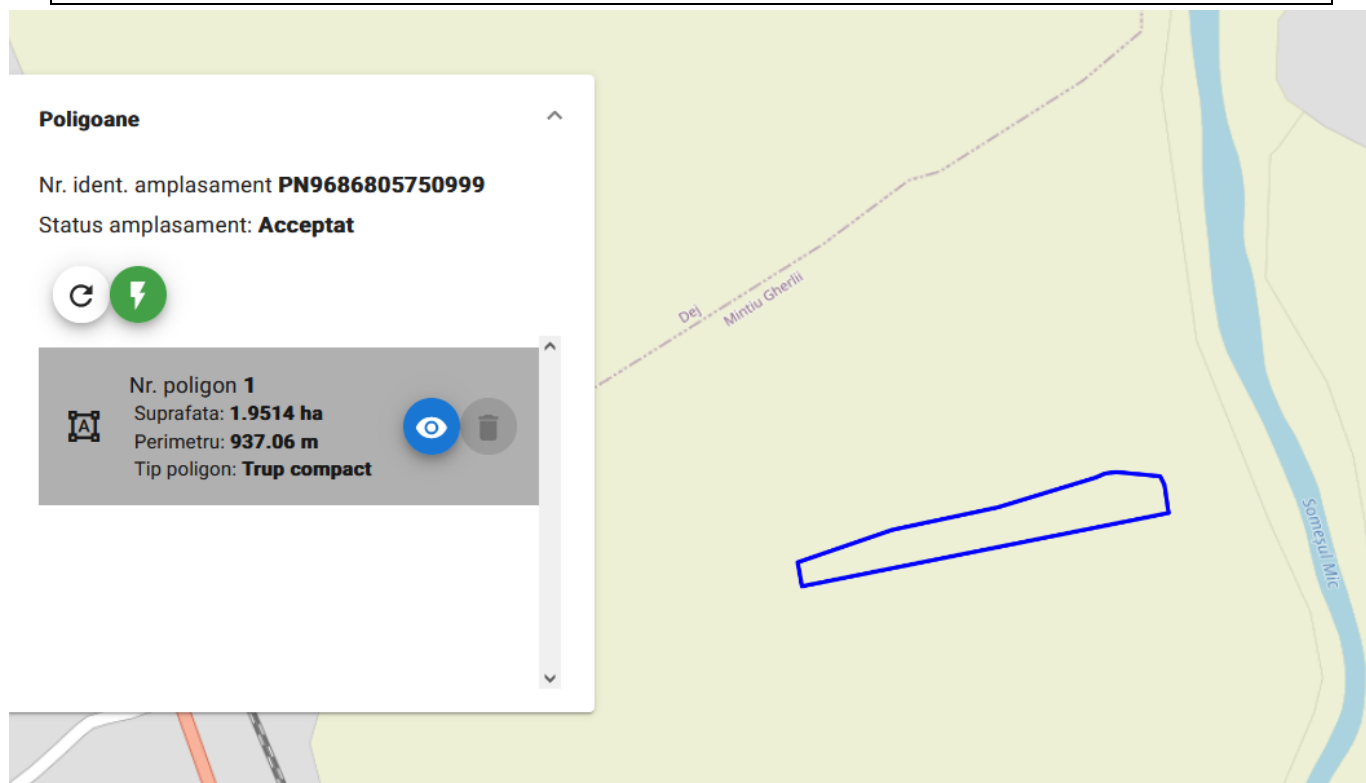 Poligoane
Nr. ident. amplasament PN9686805750999
Status amplasament: Acceptat
Nr. poligon 1
Suprafata: 1.9514 ha
Perimetru: 937.06 m
Tip poligon: Trup compact
A
Dej
Mintiu Gherlii
Someșul Mic